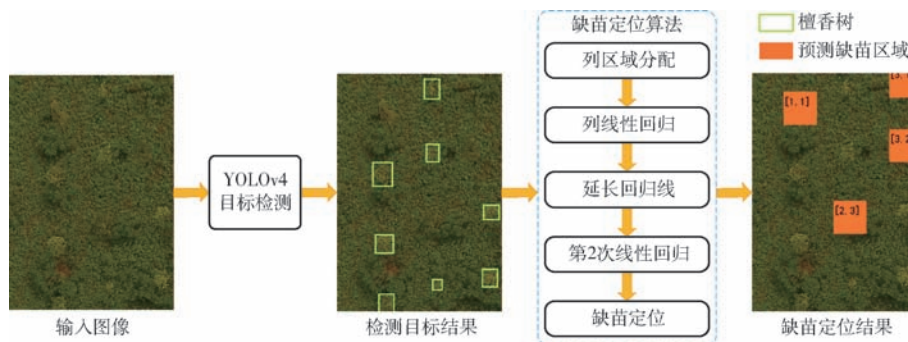 输入图像
YOLOv4
目标检测
检测目标结果
缺苗定位算法
列区域分配
列线性回归
延长回归线
第2次线性回归
缺苗定位
檀香树
预测缺苗区域
[1, 1]
[3, 2
[2, 3]
缺苗定位结果